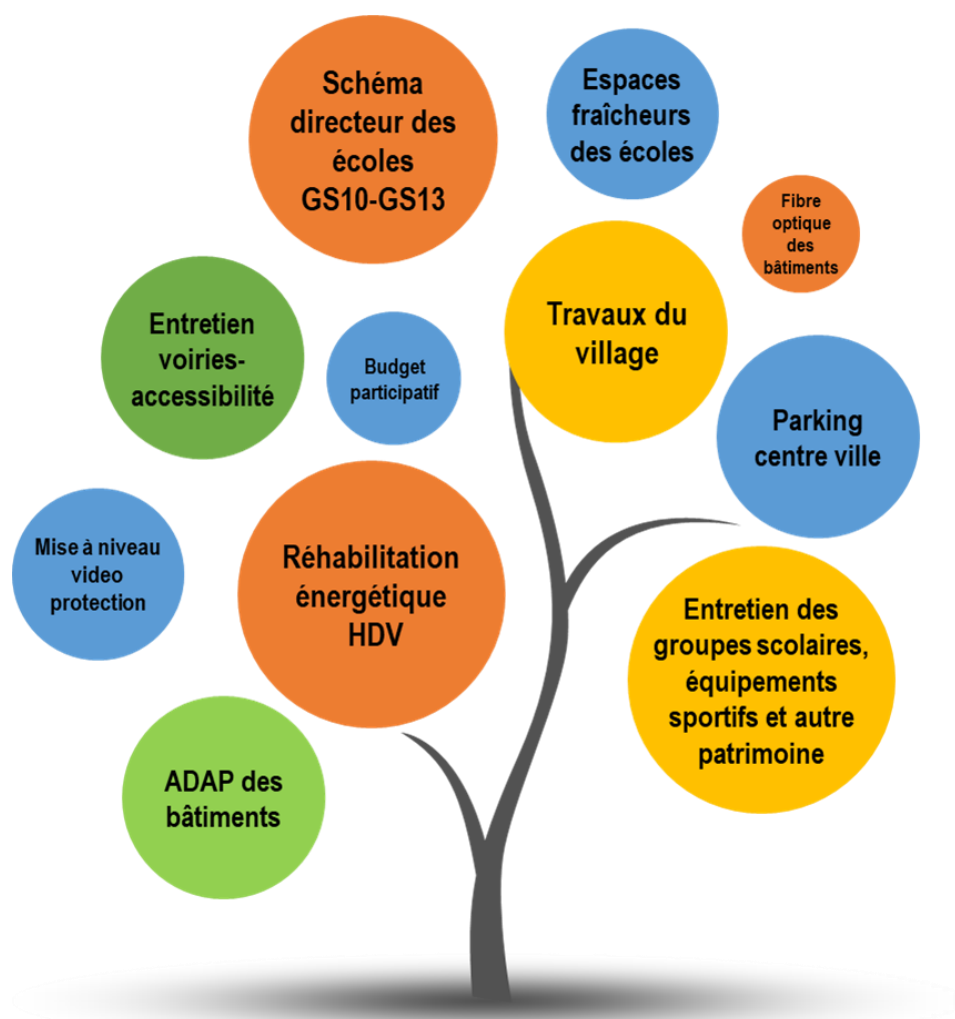 Schéma
directeur des
écoles
GS10-GS13
Espaces
fraîcheurs
des écoles
Fibre
optique
des
bâtiments
Entretien
voiries-
accessibilité
Budget
participatif
Travaux du
village
Parking
centre ville
Mise à niveau
video
protection
Réhabilitation
énergétique
HDV
Entretien des
groupes scolaires,
équipements
sportifs et autre
patrimoine
ADAP des
bâtiments